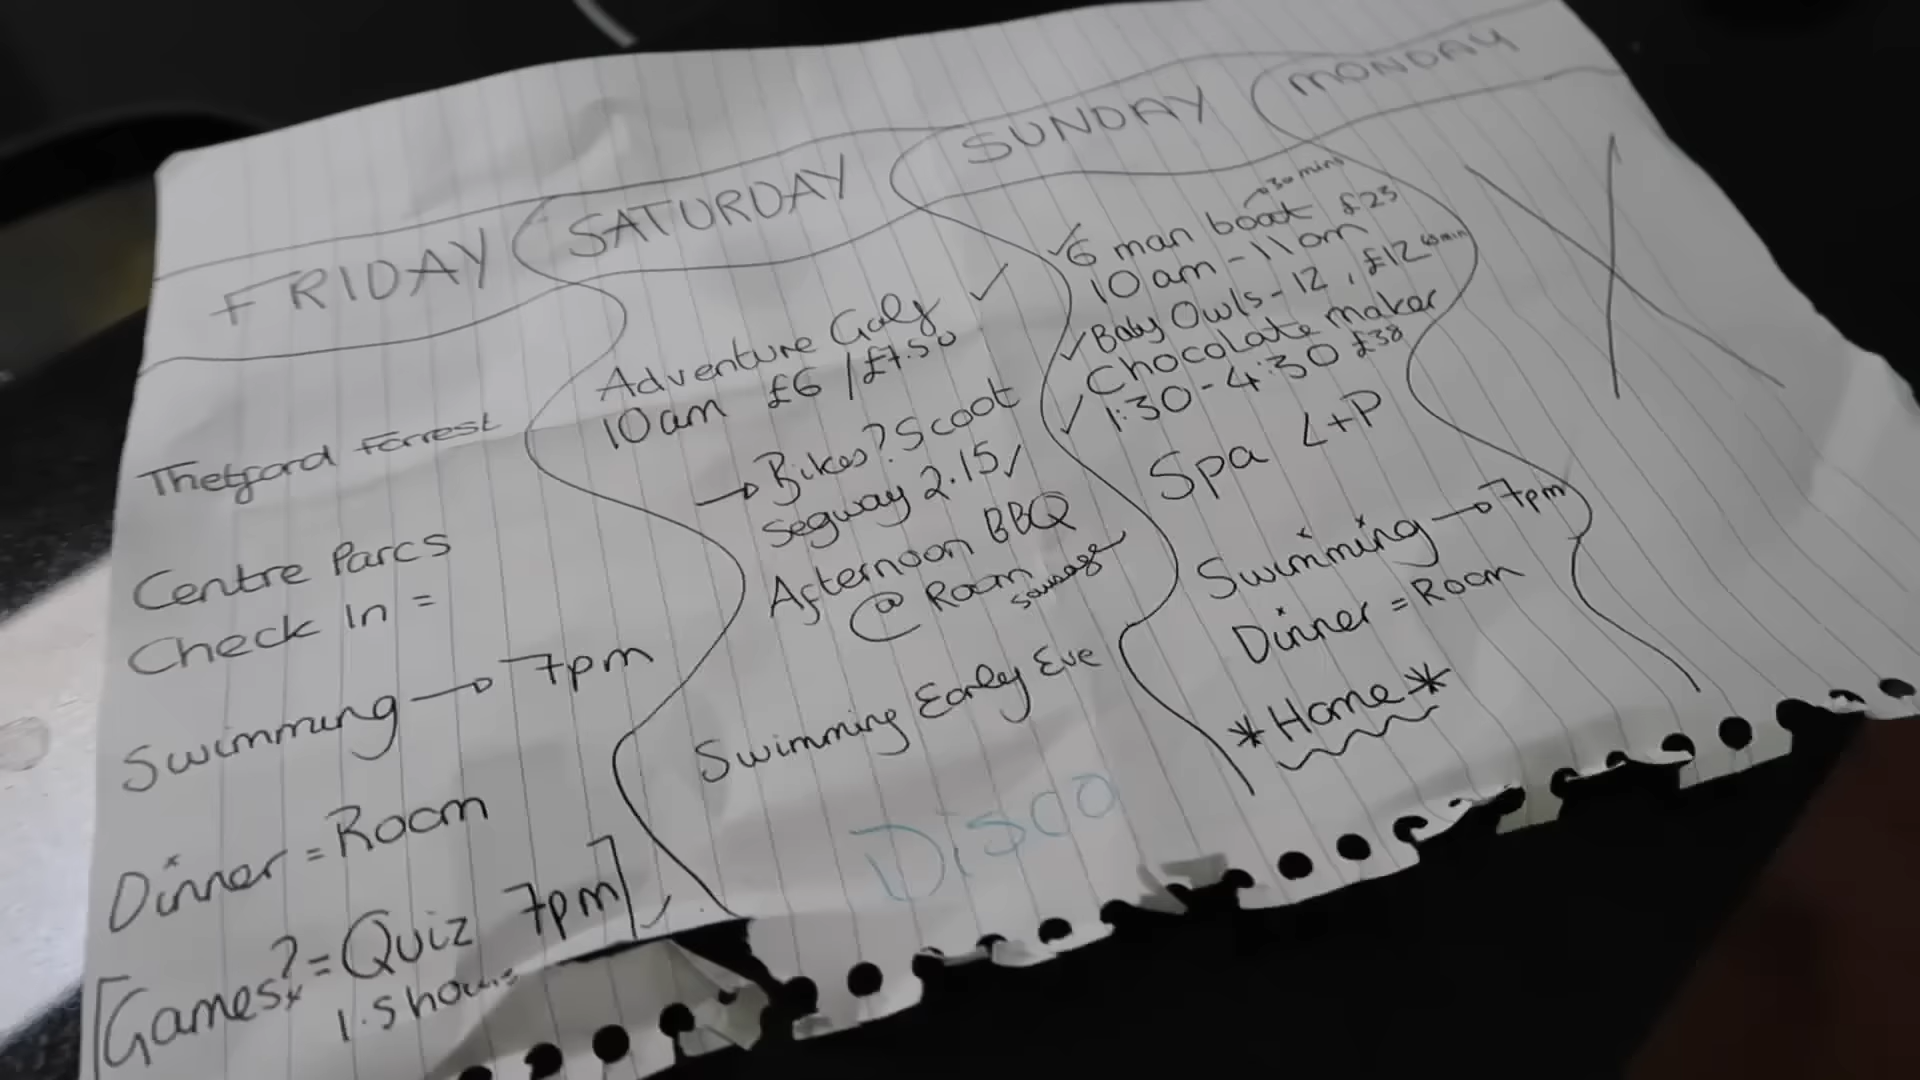 FRIDAY
Thetford Forrest
Centre Parcs
Check In =
Swimming → 7pm
Dinner = Room
[Games? = Quiz 7pm]
1.5 hours
SATURDAY
Adventure Golf ✓
10am £6 / £7.50
→ Bikes? Scoot
segway 2.15 ✓
Afternoon BBQ
@ Room
sausage
Swimming Early Eve
Disco
SUNDAY
→ 30 mins
✓ 6 man boat £23
10am - 11am
✓ Baby Owls - 12, £12
Chocolate maker
✓ 1:30 - 4:30 £38
Spa L+P
Swimming → 7pm
Dinner = Room
*Home*
MONDAY
X